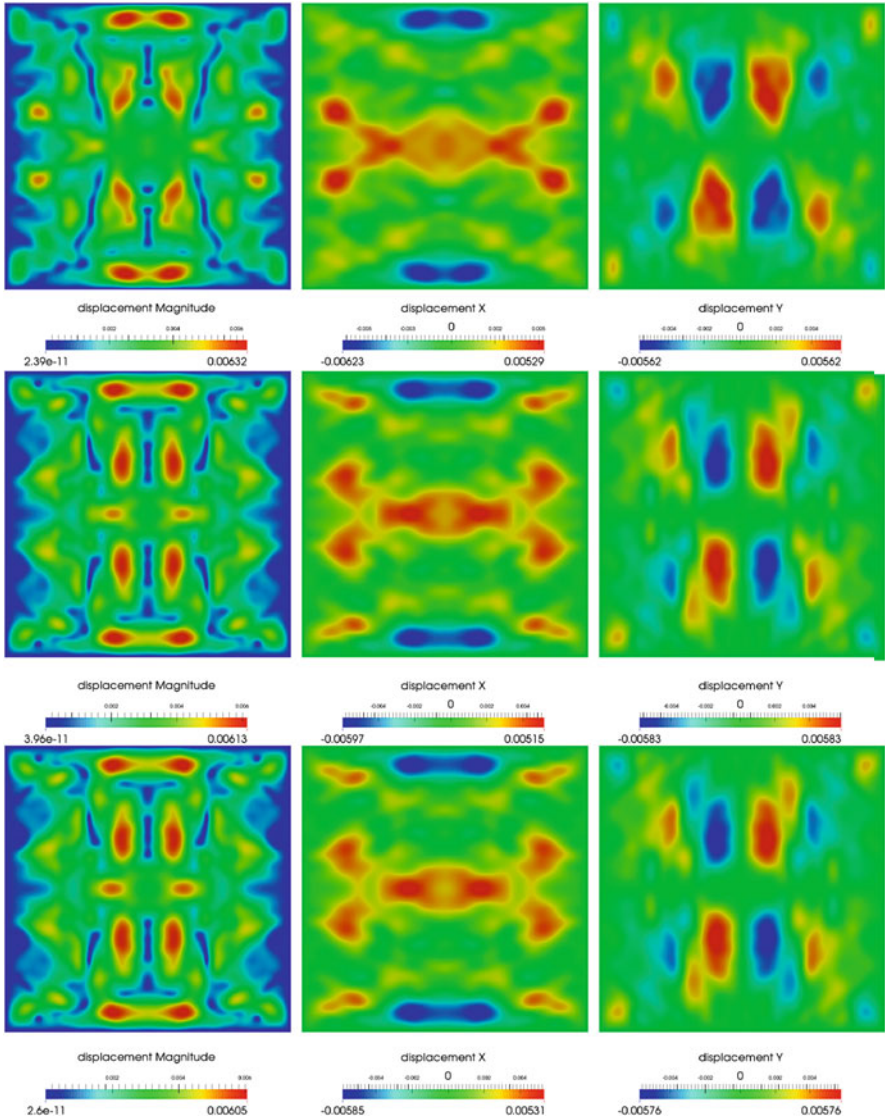 displacement Magnitude
0.002 0.004 0.006
2.39e-11 0.00632
displacement X
-0.005 -0.003 0 0.002 0.005
-0.00623 0.00529
displacement Y
-0.004 -0.002 0 0.002 0.004
-0.00562 0.00562
displacement Magnitude
0.002 0.004 0.006
3.96e-11 0.00613
displacement X
-0.004 -0.002 0 0.002 0.004
-0.00597 0.00515
displacement Y
-0.004 -0.002 0 0.002 0.004
-0.00583 0.00583
displacement Magnitude
0.002 0.004 0.006
2.6e-11 0.00605
displacement X
-0.004 -0.002 0 0.002 0.004
-0.00585 0.00531
displacement Y
-0.004 -0.002 0 0.002 0.004
-0.00576 0.00576